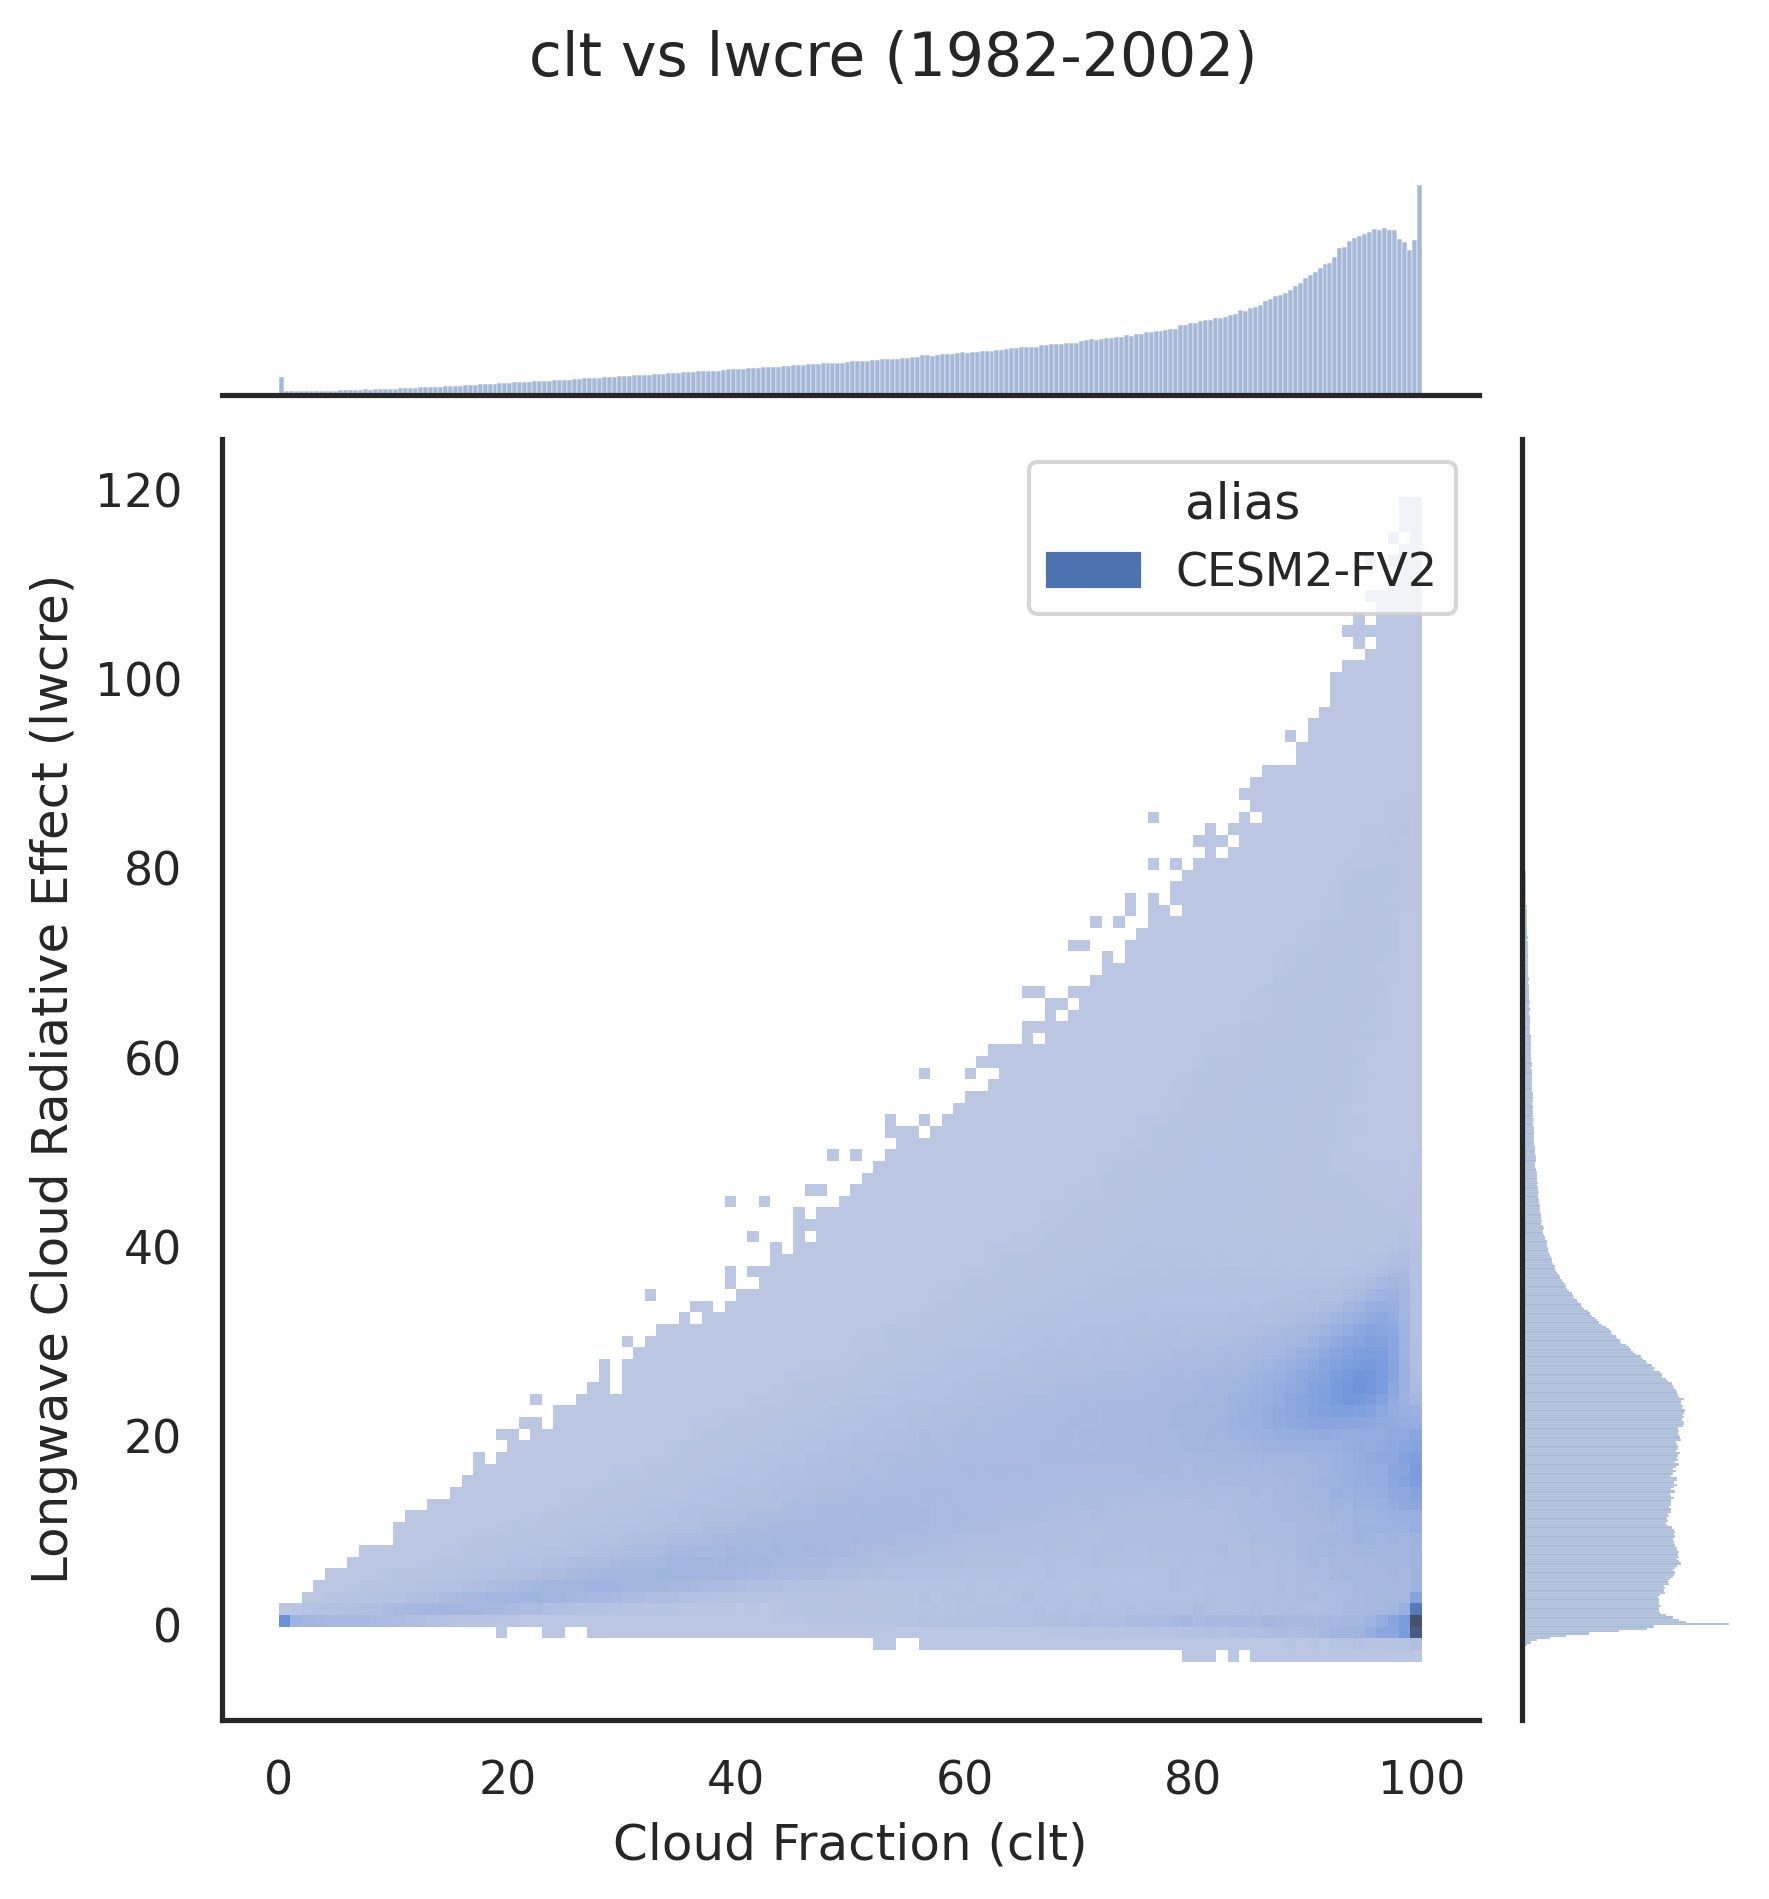 clt vs lwcre (1982-2002)
alias
CESM2-FV2
Longwave Cloud Radiative Effect (lwcre)
120
100
80
60
40
20
0
0 20 40 60 80 100
Cloud Fraction (clt)